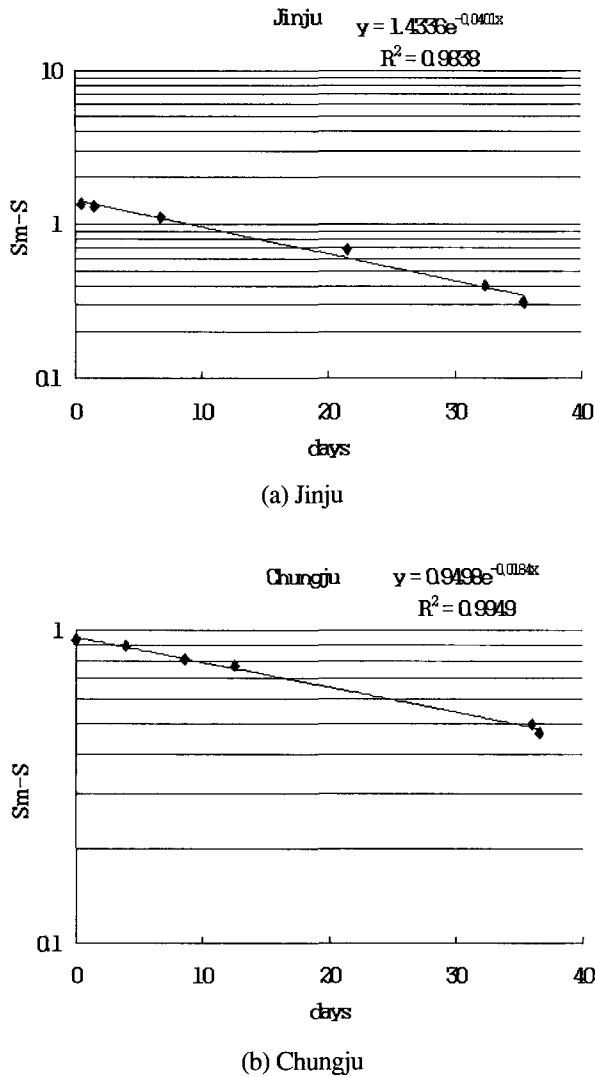 Jinju
y = 1.4336e^-0.0401x
R² = 0.9838
10
1
0.1
Sm-S
0 10 20 30 40
days
(a) Jinju
Chungju
y = 0.9498e^-0.0184x
R² = 0.9949
1
0.1
Sm-S
0 10 20 30 40
days
(b) Chungju